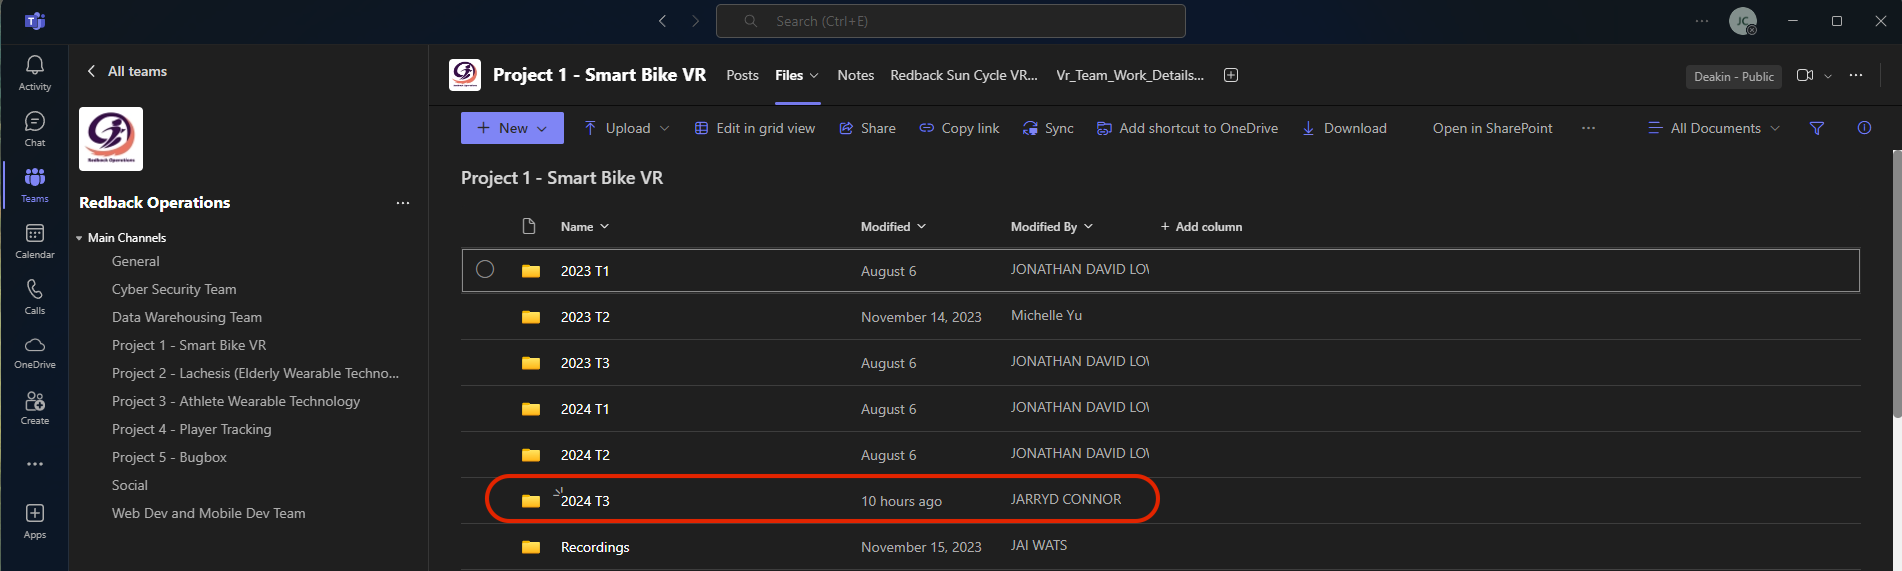 Search (Ctrl+E)
JC
Activity
Chat
Teams
Calendar
Calls
OneDrive
Create
Apps
All teams
Redback Operations
Redback Operations
Main Channels
General
Cyber Security Team
Data Warehousing Team
Project 1 - Smart Bike VR
Project 2 - Lachesis (Elderly Wearable Techno...
Project 3 - Athlete Wearable Technology
Project 4 - Player Tracking
Project 5 - Bugbox
Social
Web Dev and Mobile Dev Team
Project 1 - Smart Bike VR Posts Files Notes Redback Sun Cycle VR... Vr_Team_Work_Details... Deakin - Public
New Upload Edit in grid view Share Copy link Sync Add shortcut to OneDrive Download Open in SharePoint All Documents
Project 1 - Smart Bike VR
Name Modified Modified By + Add column
2023 T1 August 6 JONATHAN DAVID LOW
2023 T2 November 14, 2023 Michelle Yu
2023 T3 August 6 JONATHAN DAVID LOW
2024 T1 August 6 JONATHAN DAVID LOW
2024 T2 August 6 JONATHAN DAVID LOW
2024 T3 10 hours ago JARRYD CONNOR
Recordings November 15, 2023 JAI WATS